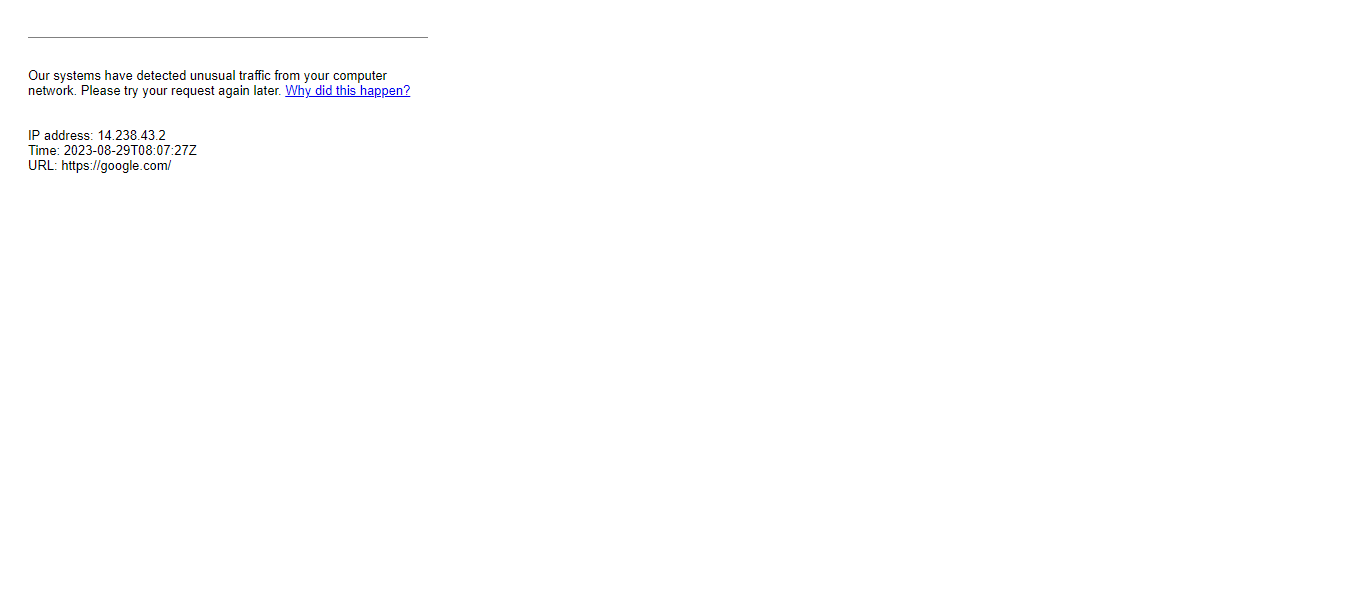 Our systems have detected unusual traffic from your computer
network. Please try your request again later. Why did this happen?
IP address: 14.238.43.2
Time: 2023-08-29T08:07:27Z
URL: https://google.com/